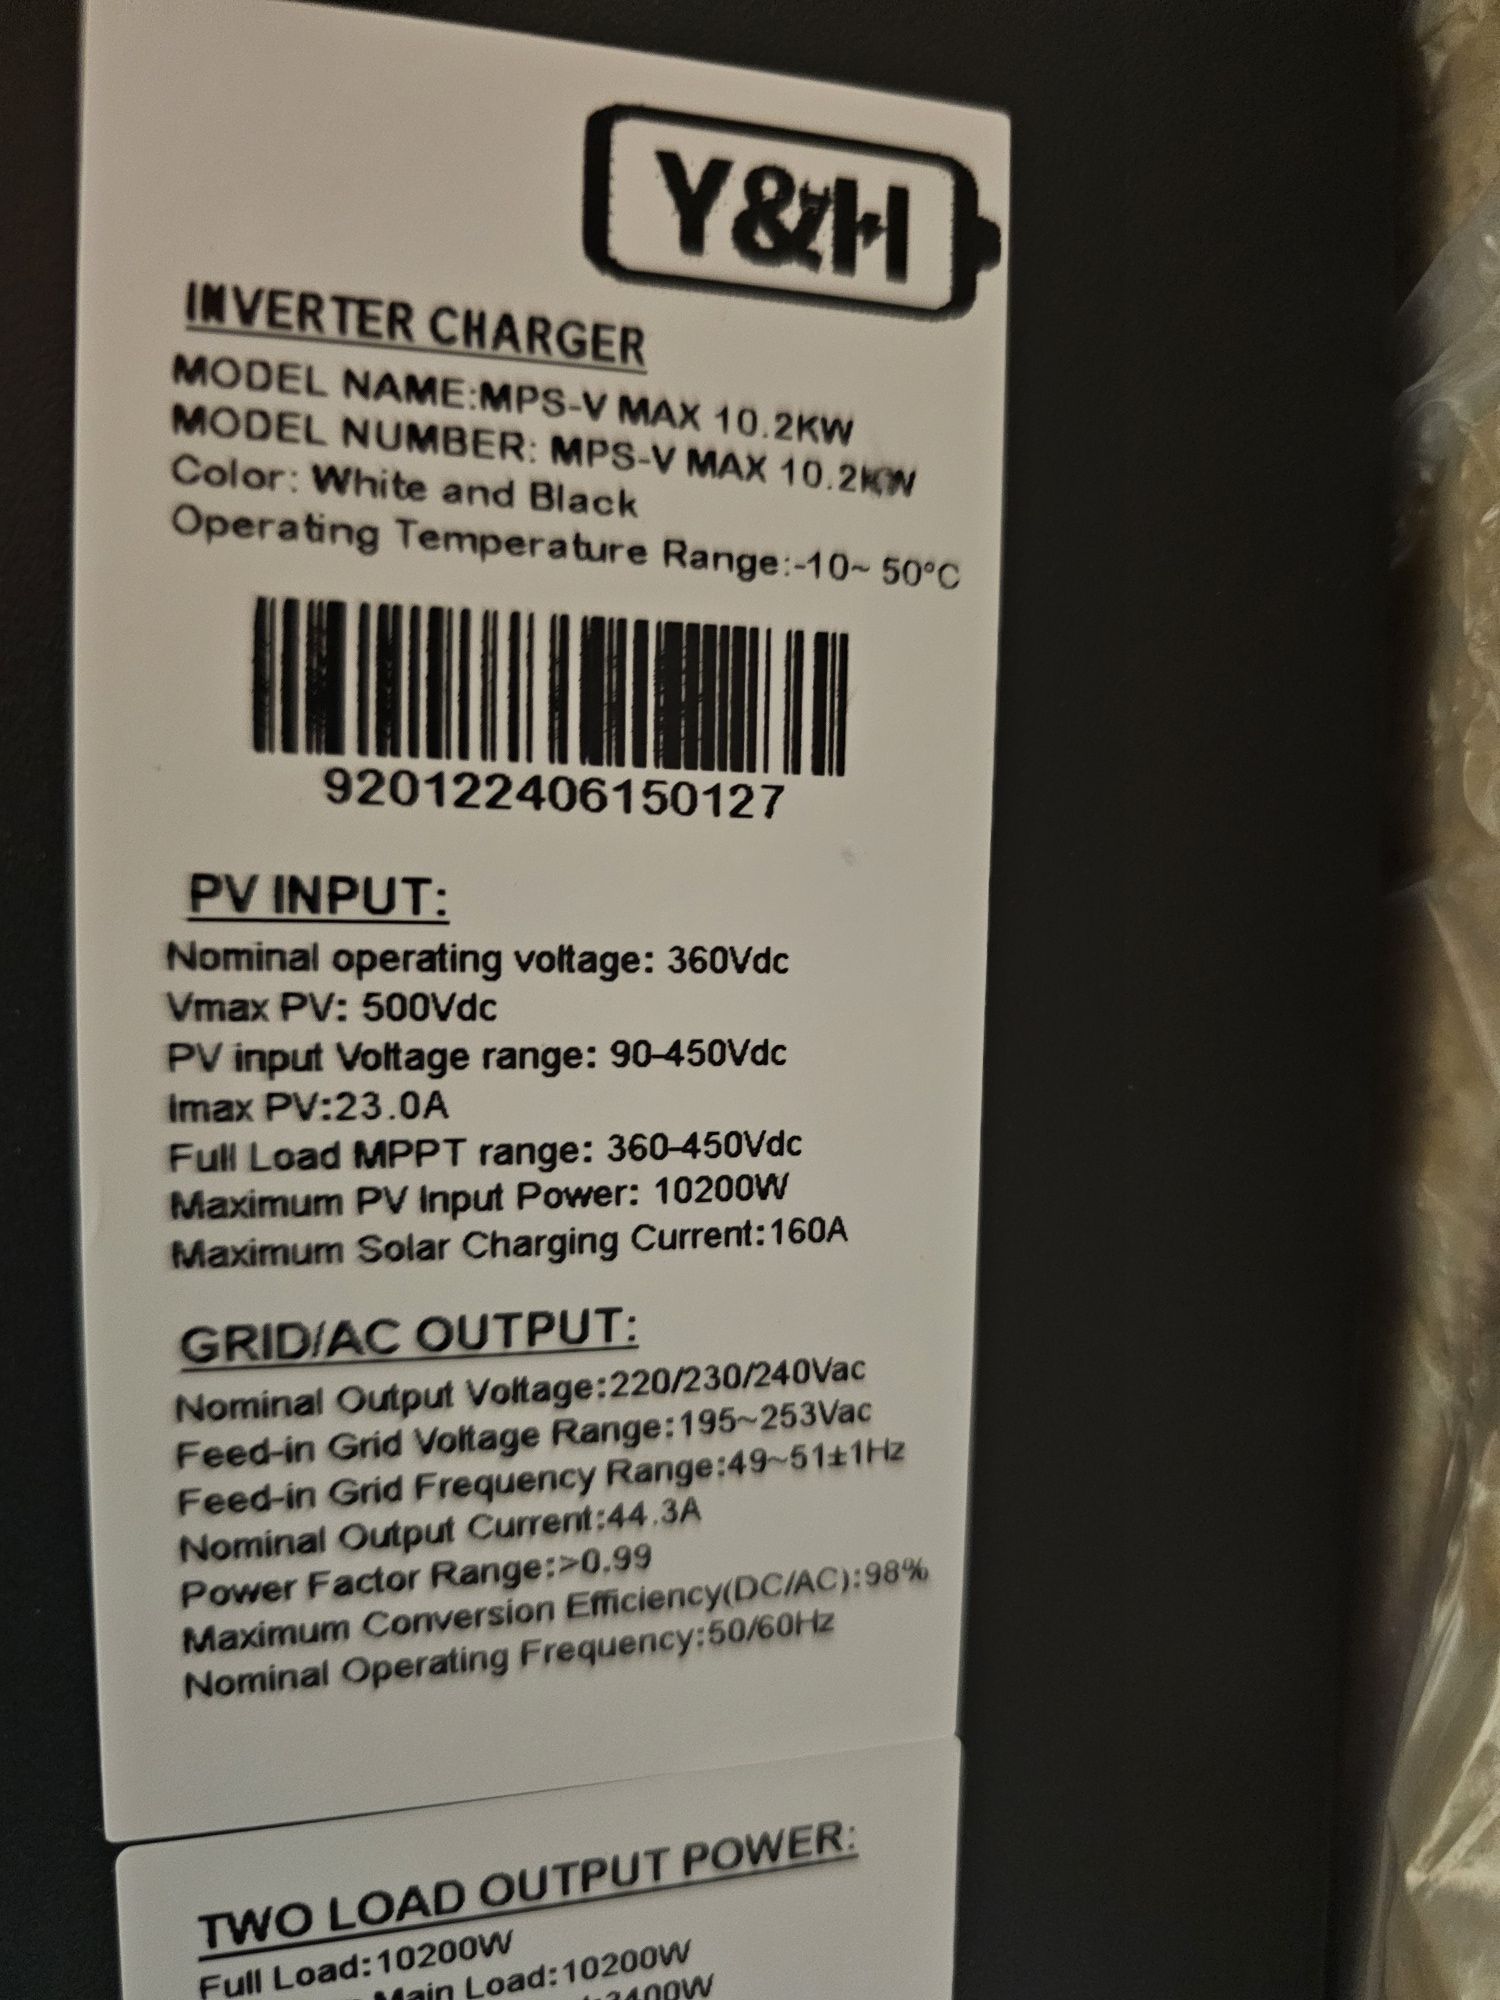 Y&H
INVERTER CHARGER
MODEL NAME:MPS-V MAX 10.2KW
MODEL NUMBER: MPS-V MAX 10.2KW
Color: White and Black
Operating Temperature Range:-10~ 50°C
920122406150127
PV INPUT:
Nominal operating voltage: 360Vdc
Vmax PV: 500Vdc
PV input Voltage range: 90-450Vdc
Imax PV:23.0A
Full Load MPPT range: 360-450Vdc
Maximum PV Input Power: 10200W
Maximum Solar Charging Current:160A
GRID/AC OUTPUT:
Nominal Output Voltage:220/230/240Vac
Feed-in Grid Voltage Range:195~253Vac
Feed-in Grid Frequency Range:49~51±1Hz
Nominal Output Current:44.3A
Power Factor Range:>0.99
Maximum Conversion Efficiency(DC/AC):98%
Nominal Operating Frequency:50/60Hz
TWO LOAD OUTPUT POWER:
Full Load:10200W
Main Load:10200W